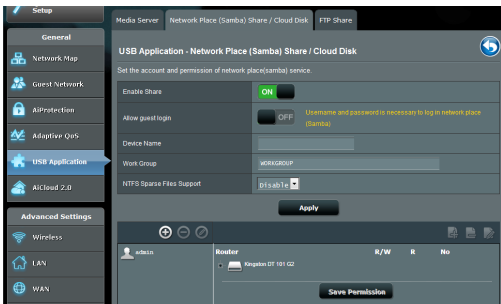 Setup
Media Server
Network Place (Samba) Share / Cloud Disk
FTP Share
General
Network Map
Guest Network
AiProtection
Adaptive QoS
USB Application
AiCloud 2.0
Advanced Settings
Wireless
LAN
WAN
USB Application - Network Place (Samba) Share / Cloud Disk
Set the account and permission of network place(samba) service.
Enable Share
ON
Allow guest login
OFF
Username and password is necessary to log in network place
(Samba)
Device Name
Work Group
WORKGROUP
NTFS Sparse Files Support
Disable
Apply
admin
Router
R/W
R
No
Kingston DT 101 G2
Save Permission